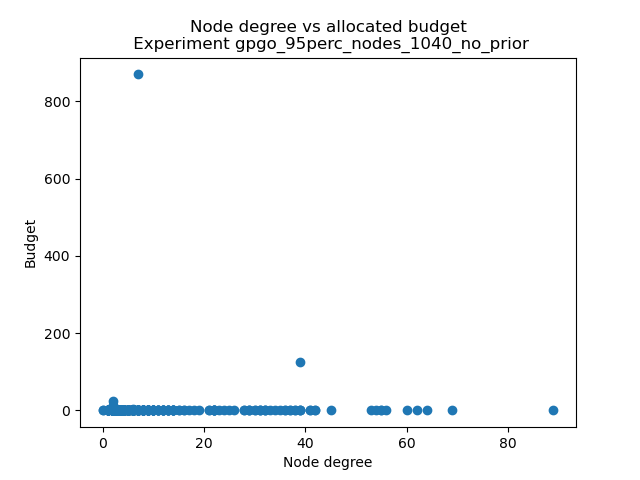 Node degree vs allocated budget
Experiment gpgo_95perc_nodes_1040_no_prior
800
600
400
200
0
Budget
0 20 40 60 80
Node degree